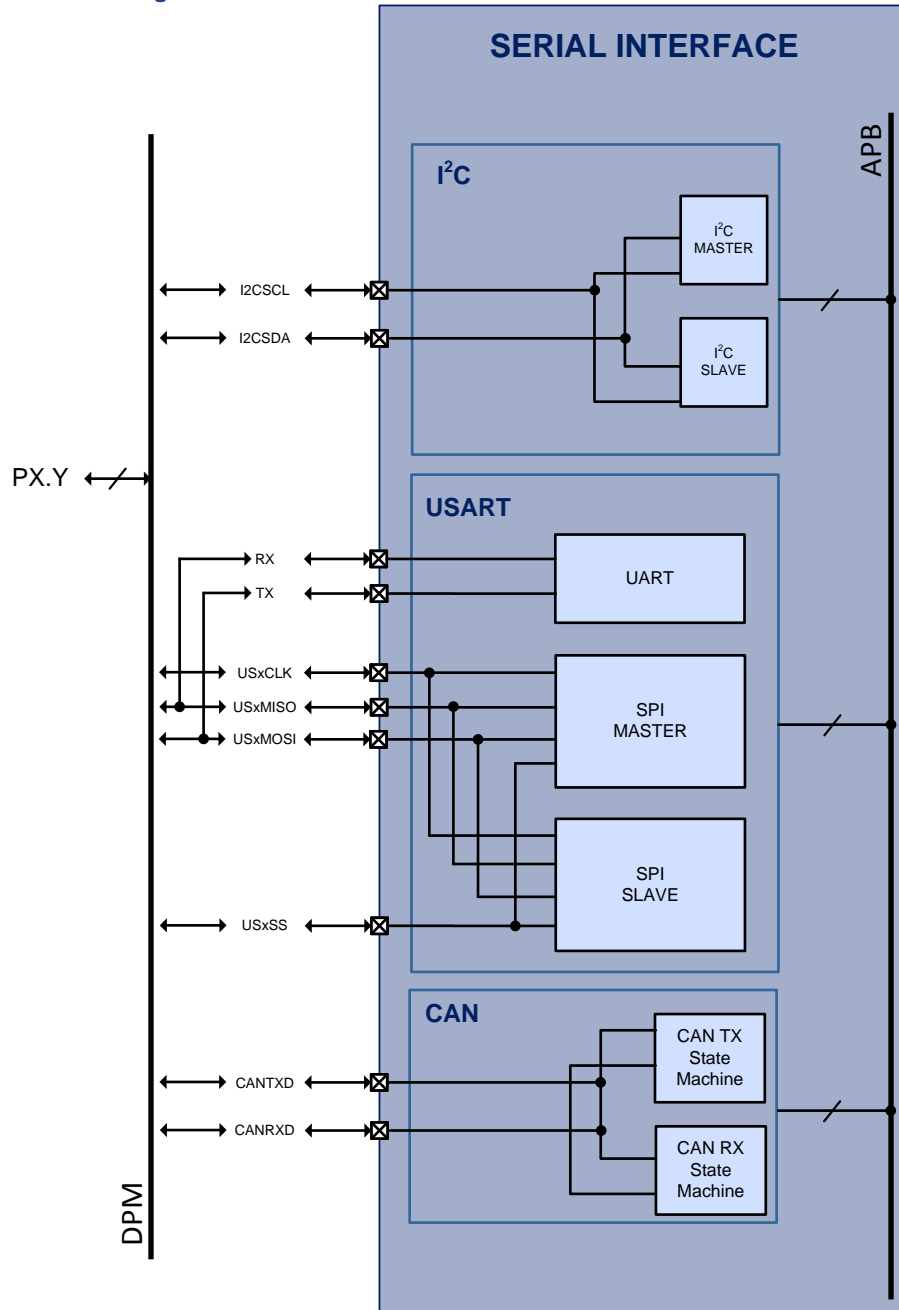 SERIAL INTERFACE
APB
I²C
I²C
MASTER
I2CSCL
I2CSDA
I²C
SLAVE
PX.Y
USART
RX
UART
TX
USxCLK
SPI
MASTER
USxMISO
USxMOSI
SPI
SLAVE
USxSS
CAN
CAN TX
State
Machine
CANTXD
CANRXD
CAN RX
State
Machine
DPM